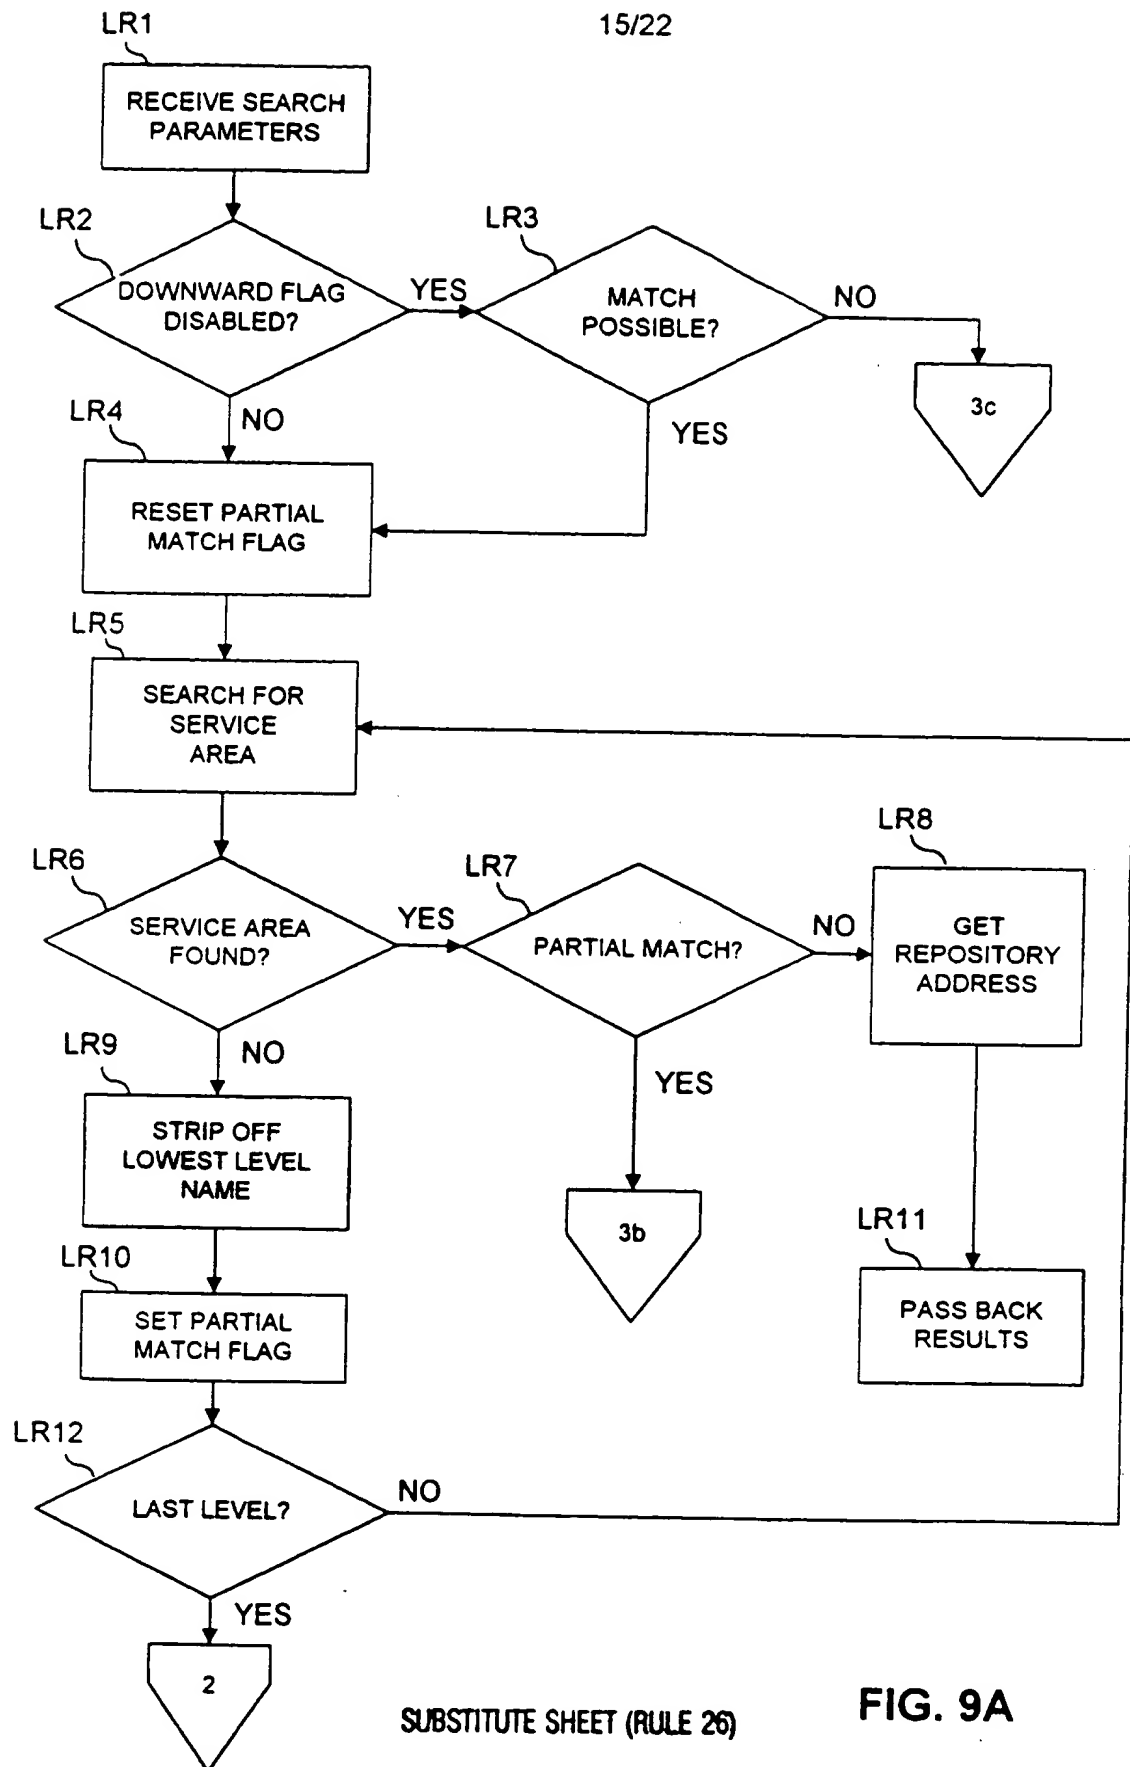 15/22
LR1
RECEIVE SEARCH
PARAMETERS
LR2
DOWNWARD FLAG
DISABLED?
YES
LR3
MATCH
POSSIBLE?
NO
3c
NO
YES
LR4
RESET PARTIAL
MATCH FLAG
LR5
SEARCH FOR
SERVICE
AREA
LR6
SERVICE AREA
FOUND?
YES
LR7
PARTIAL MATCH?
NO
LR8
GET
REPOSITORY
ADDRESS
NO
YES
3b
LR9
STRIP OFF
LOWEST LEVEL
NAME
LR11
PASS BACK
RESULTS
LR10
SET PARTIAL
MATCH FLAG
LR12
LAST LEVEL?
NO
YES
2
SUBSTITUTE SHEET (RULE 26)
FIG. 9A